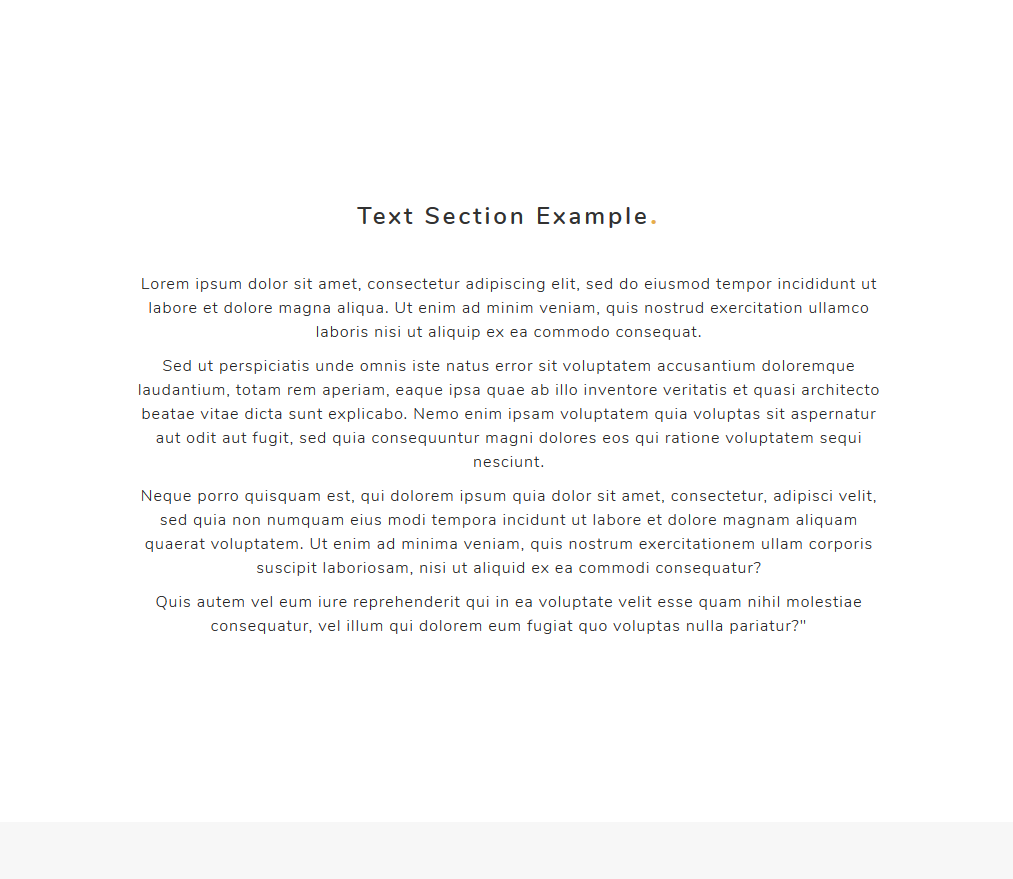 Text Section Example.
Lorem ipsum dolor sit amet, consectetur adipiscing elit, sed do eiusmod tempor incididunt ut
labore et dolore magna aliqua. Ut enim ad minim veniam, quis nostrud exercitation ullamco
laboris nisi ut aliquip ex ea commodo consequat.
Sed ut perspiciatis unde omnis iste natus error sit voluptatem accusantium doloremque
laudantium, totam rem aperiam, eaque ipsa quae ab illo inventore veritatis et quasi architecto
beatae vitae dicta sunt explicabo. Nemo enim ipsam voluptatem quia voluptas sit aspernatur
aut odit aut fugit, sed quia consequuntur magni dolores eos qui ratione voluptatem sequi
nesciunt.
Neque porro quisquam est, qui dolorem ipsum quia dolor sit amet, consectetur, adipisci velit,
sed quia non numquam eius modi tempora incidunt ut labore et dolore magnam aliquam
quaerat voluptatem. Ut enim ad minima veniam, quis nostrum exercitationem ullam corporis
suscipit laboriosam, nisi ut aliquid ex ea commodi consequatur?
Quis autem vel eum iure reprehenderit qui in ea voluptate velit esse quam nihil molestiae
consequatur, vel illum qui dolorem eum fugiat quo voluptas nulla pariatur?"